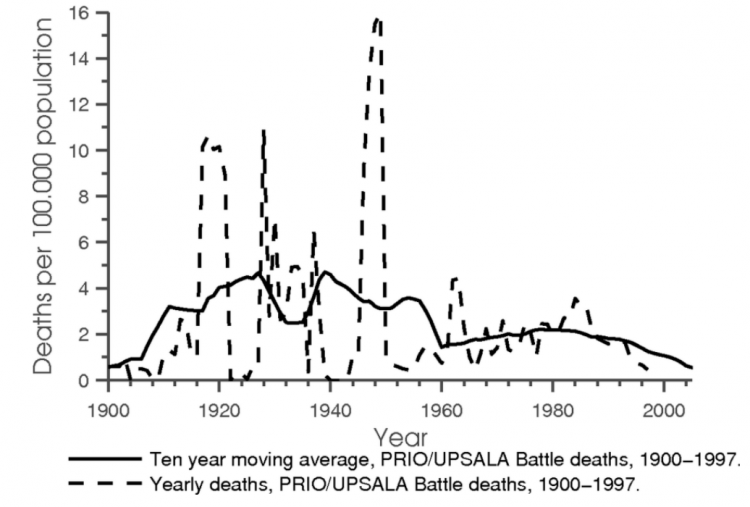 Deaths per 100.000 population
16
14
12
10
8
6
4
2
0
1900 1920 1940 1960 1980 2000
Year
Ten year moving average, PRIO/UPSALA Battle deaths, 1900–1997.
Yearly deaths, PRIO/UPSALA Battle deaths, 1900–1997.